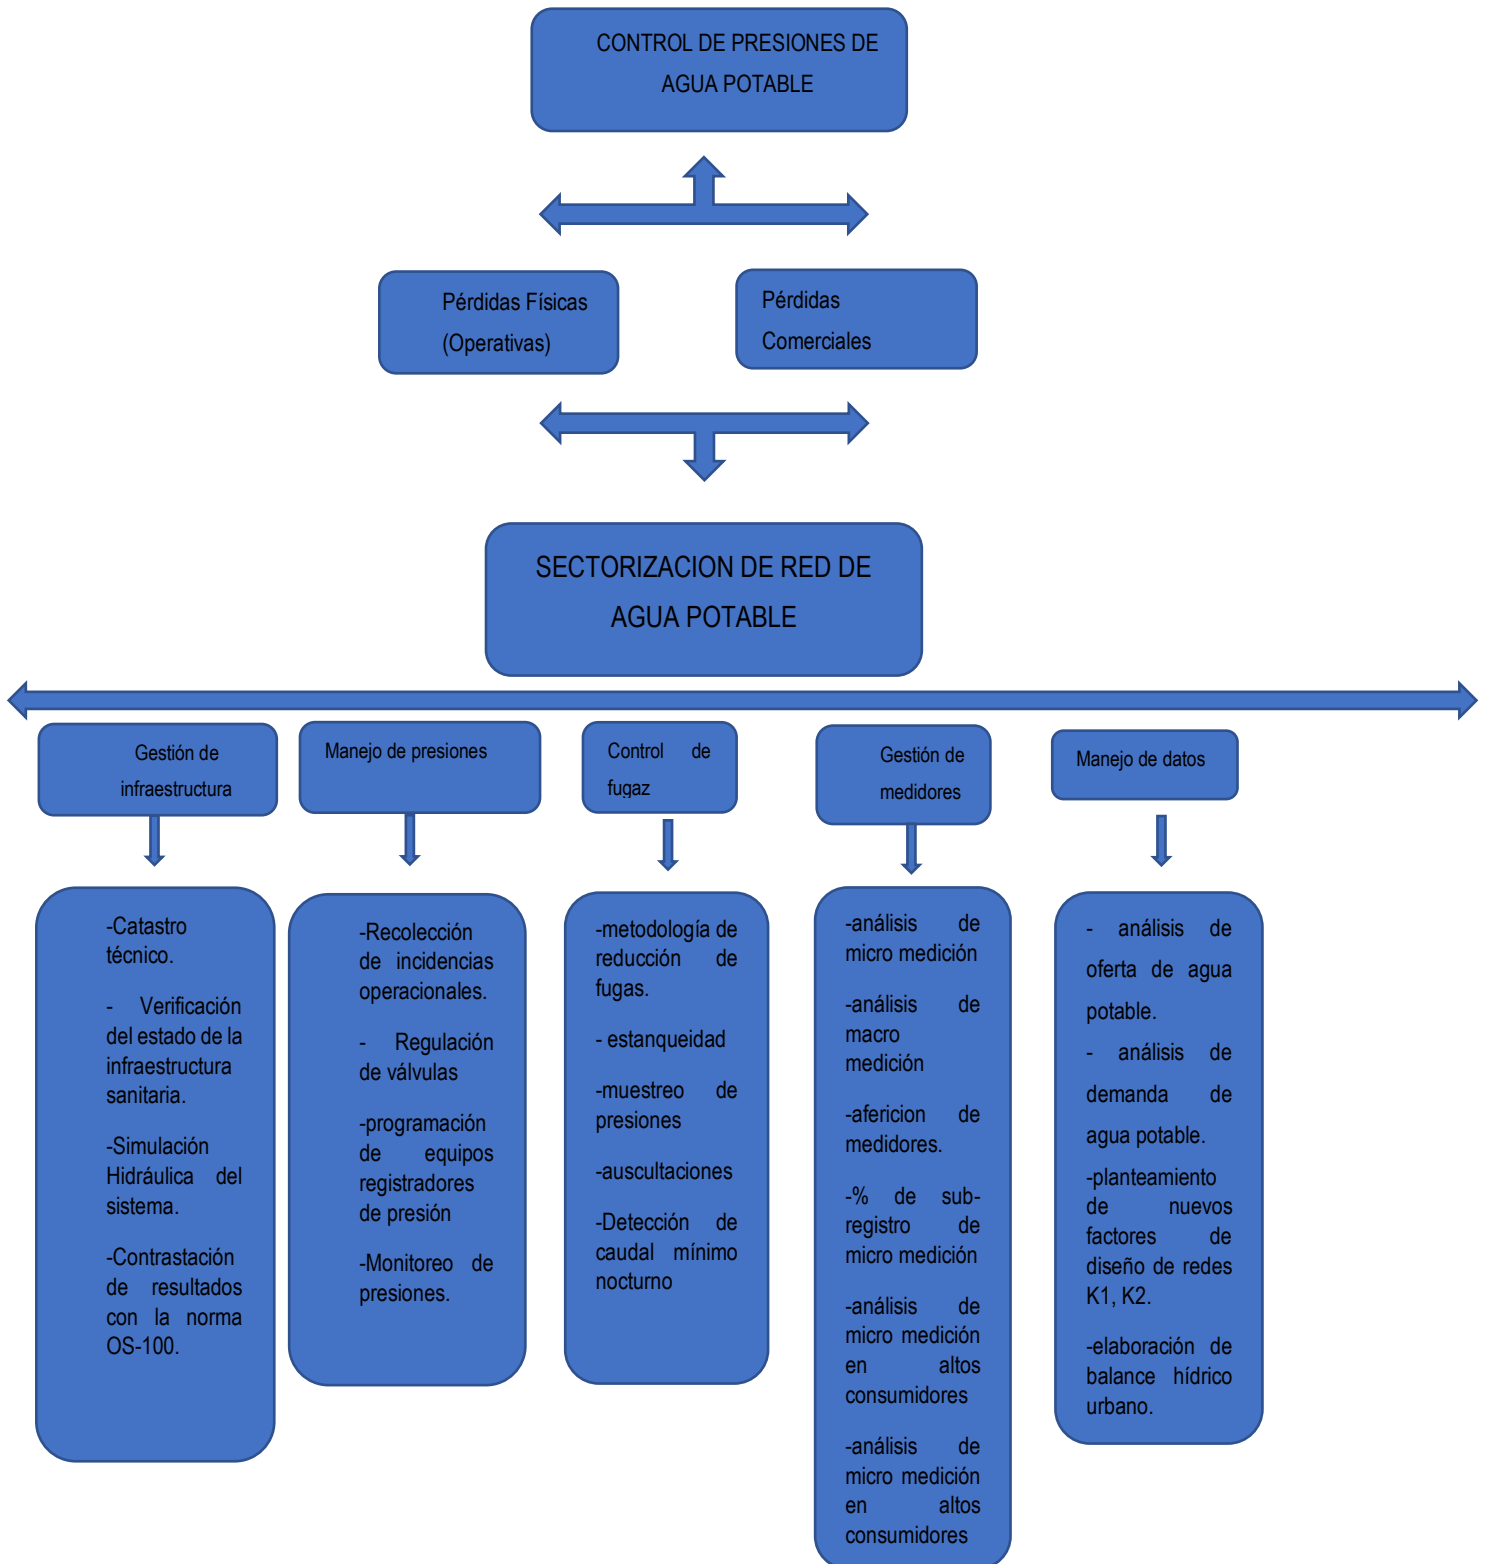 CONTROL DE PRESIONES DE
AGUA POTABLE
Pérdidas Físicas
(Operativas)
Pérdidas
Comerciales
SECTORIZACION DE RED DE
AGUA POTABLE
Gestión de
infraestructura
Manejo de presiones
Control de
fugaz
Gestión de
medidores
Manejo de datos
-Catastro
técnico.
- Verificación
del estado de la
infraestructura
sanitaria.
-Simulación
Hidráulica del
sistema.
-Contrastación
de resultados
con la norma
OS-100.
-Recolección
de incidencias
operacionales.
- Regulación
de válvulas
-programación
de equipos
registradores
de presión
-Monitoreo de
presiones.
-metodología de
reducción de
fugas.
- estanqueidad
-muestreo de
presiones
-auscultaciones
-Detección de
caudal mínimo
nocturno
-análisis de
micro medición
-análisis de
macro
medición
-afericion de
medidores.
-% de sub-
registro de
micro medición
-análisis de
micro medición
en altos
consumidores
-análisis de
micro medición
en altos
consumidores
- análisis de
oferta de agua
potable.
- análisis de
demanda de
agua potable.
-planteamiento
de nuevos
factores de
diseño de redes
K1, K2.
-elaboración de
balance hídrico
urbano.